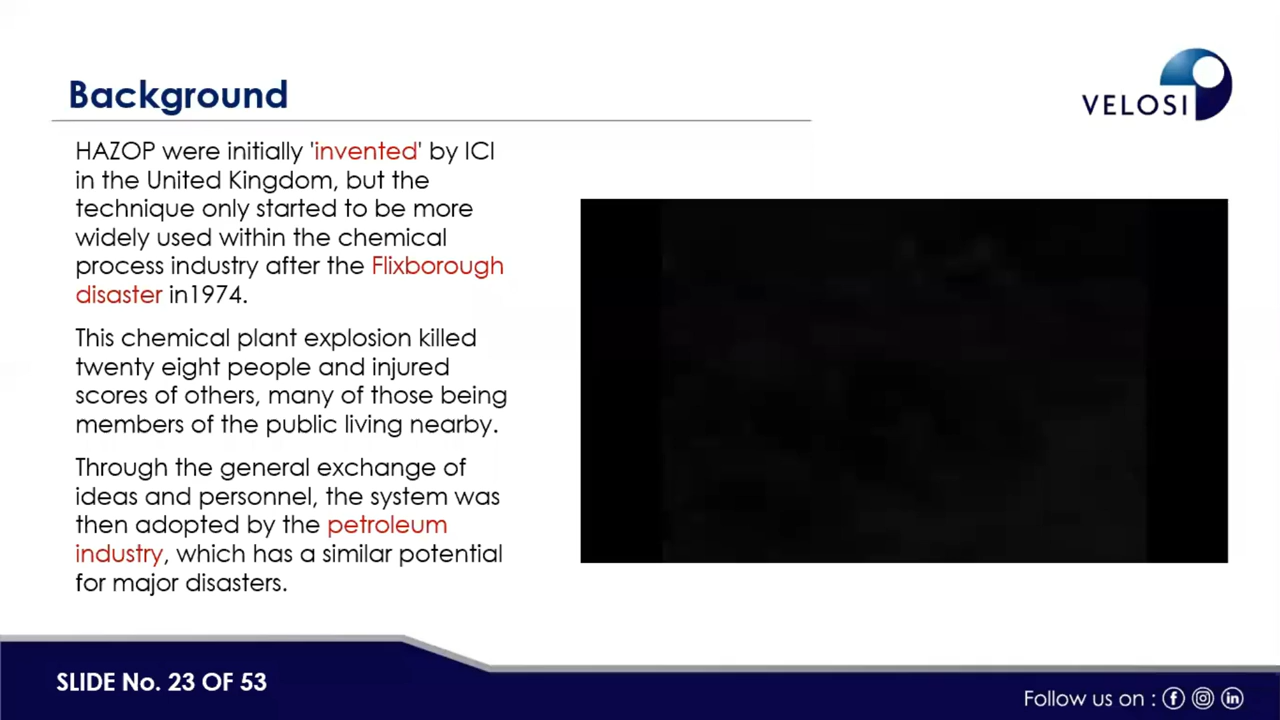 Background
VELOSI
HAZOP were initially 'invented' by ICI
in the United Kingdom, but the
technique only started to be more
widely used within the chemical
process industry after the Flixborough
disaster in1974.
This chemical plant explosion killed
twenty eight people and injured
scores of others, many of those being
members of the public living nearby.
Through the general exchange of
ideas and personnel, the system was
then adopted by the petroleum
industry, which has a similar potential
for major disasters.
SLIDE No. 23 OF 53
Follow us on :